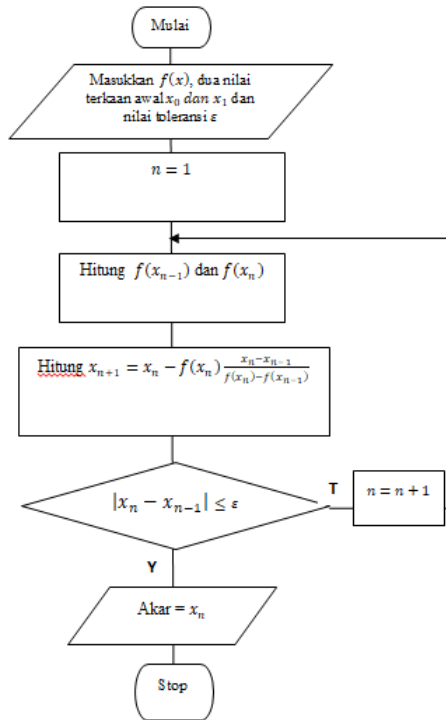 Mulai
Masukkan f(x), dua nilai
terkaan awal x₀ dan x₁ dan
nilai toleransi ε
n = 1
Hitung f(xₙ₋₁) dan f(xₙ)
Hitung xₙ₊₁ = xₙ − f(xₙ) (xₙ−xₙ₋₁)/(f(xₙ)−f(xₙ₋₁))
|xₙ − xₙ₋₁| ≤ ε
T
n = n + 1
Y
Akar = xₙ
Stop